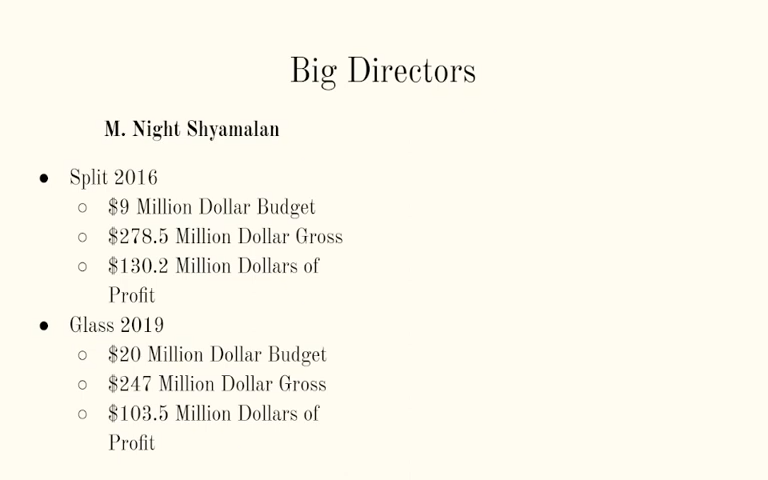 Big Directors
M. Night Shyamalan
● Split 2016
○ $9 Million Dollar Budget
○ $278.5 Million Dollar Gross
○ $130.2 Million Dollars of
Profit
● Glass 2019
○ $20 Million Dollar Budget
○ $247 Million Dollar Gross
○ $103.5 Million Dollars of
Profit